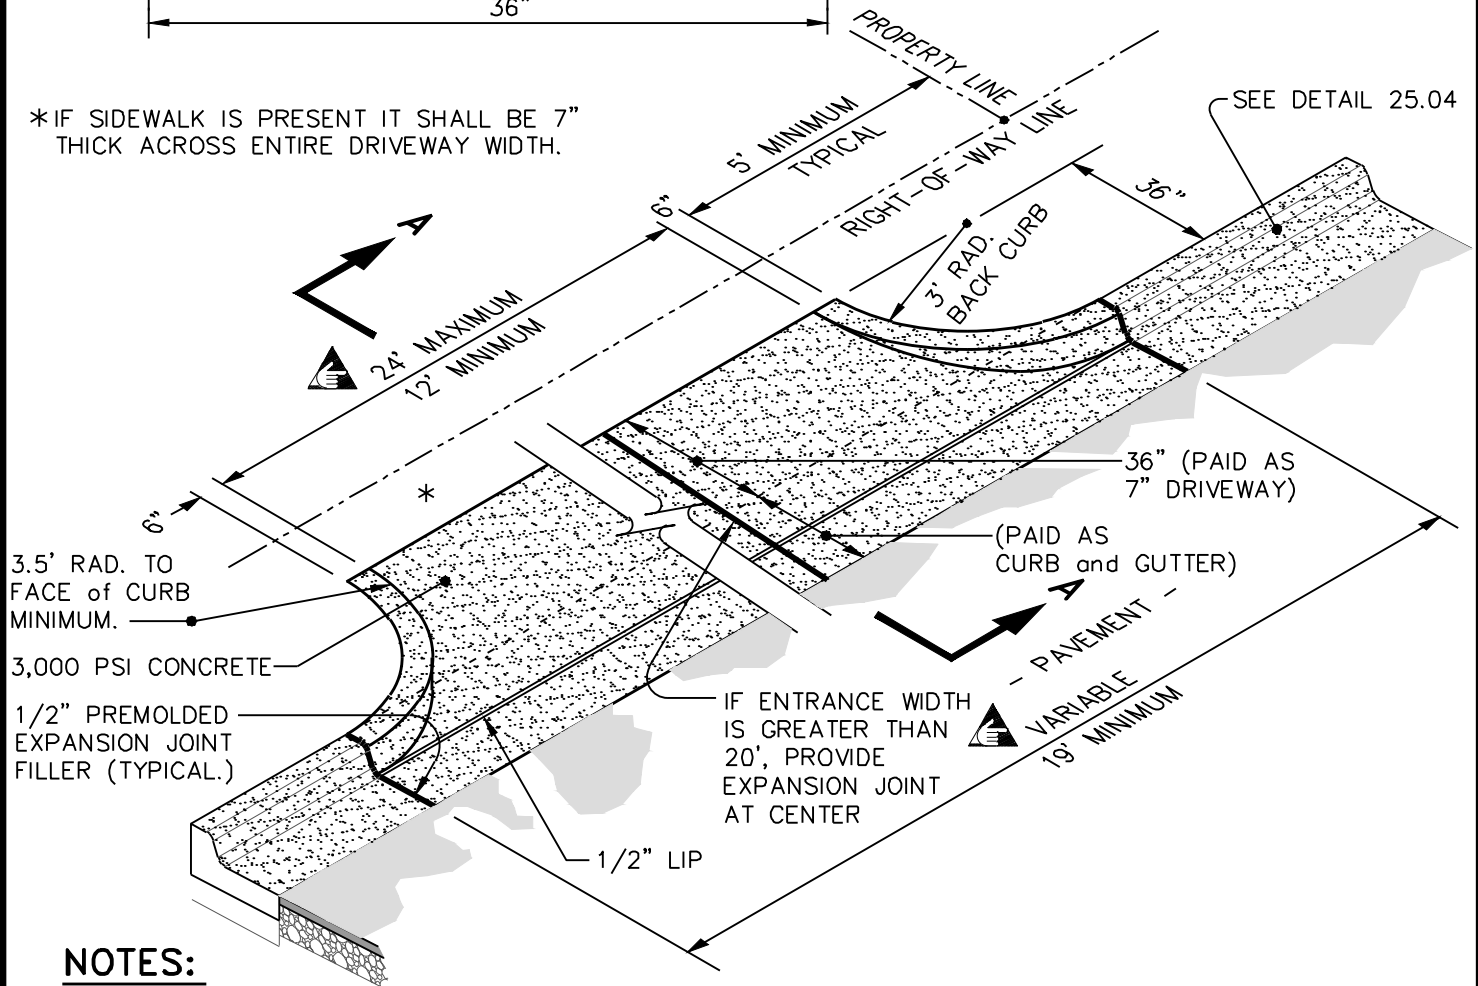 36"
PROPERTY LINE
SEE DETAIL 25.04
*IF SIDEWALK IS PRESENT IT SHALL BE 7"
THICK ACROSS ENTIRE DRIVEWAY WIDTH.
5' MINIMUM
TYPICAL
RIGHT-OF-WAY LINE
36"
6"
A
3' RAD.
BACK CURB
24' MAXIMUM
12' MINIMUM
36" (PAID AS
7" DRIVEWAY)
*
6"
(PAID AS
CURB and GUTTER)
3.5' RAD. TO
FACE of CURB
MINIMUM.
A
- PAVEMENT -
3,000 PSI CONCRETE
1/2" PREMOLDED
EXPANSION JOINT
FILLER (TYPICAL.)
IF ENTRANCE WIDTH
IS GREATER THAN
20', PROVIDE
EXPANSION JOINT
AT CENTER
VARIABLE
19' MINIMUM
1/2" LIP
NOTES: